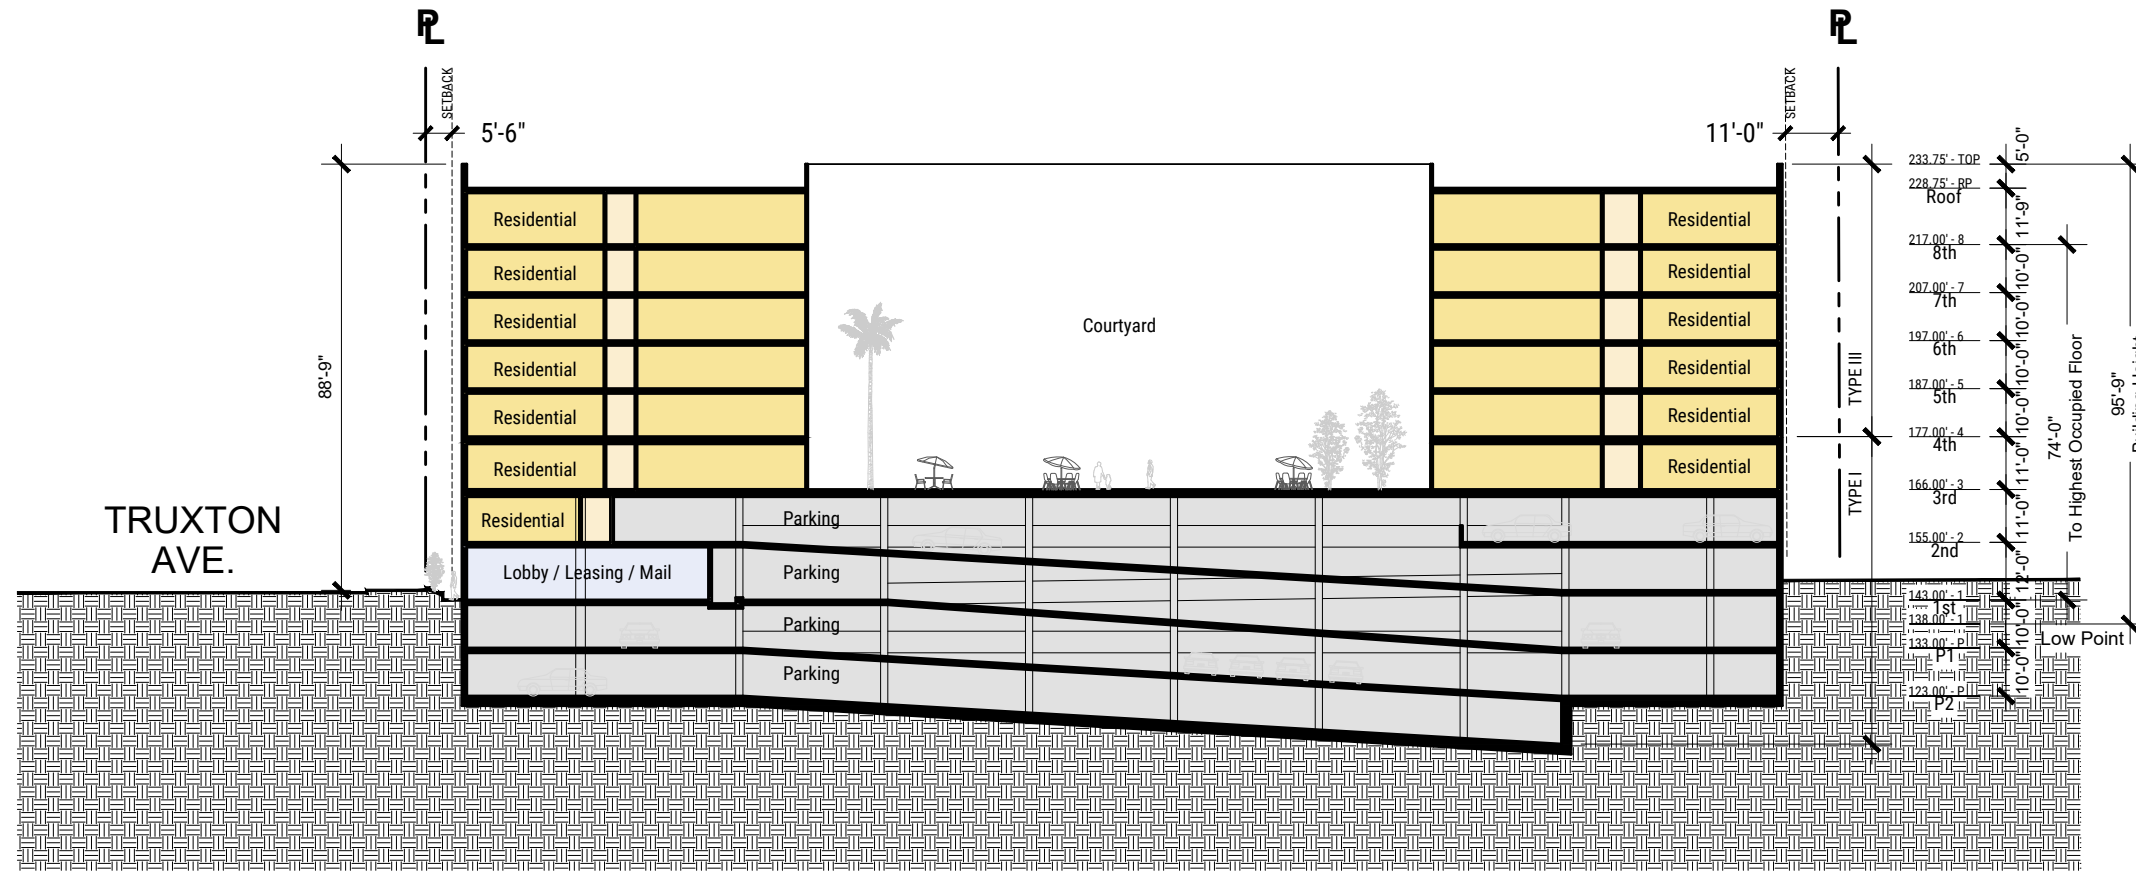 PL
PL
SETBACK
SETBACK
5'-6"
11'-0"
88'-9"
TRUXTON
AVE.
Residential
Residential
Residential
Residential
Residential
Residential
Residential
Lobby / Leasing / Mail
Courtyard
Parking
Parking
Parking
Parking
Residential
Residential
Residential
Residential
Residential
Residential
TYPE III
TYPE I
233.75' - TOP
228.75' - RP
Roof
217.00' - 8
8th
207.00' - 7
7th
197.00' - 6
6th
187.00' - 5
5th
177.00' - 4
4th
166.00' - 3
3rd
155.00' - 2
2nd
143.00' - 1
1st
138.00' - 1
133.00' - P
P1
123.00' - P
P2
5'-0"
11'-9"
10'-0"
10'-0"
10'-0"
10'-0"
11'-0"
11'-0"
12'-0"
10'-0"
10'-0"
74'-0"
To Highest Occupied Floor
95'-9"
Low Point